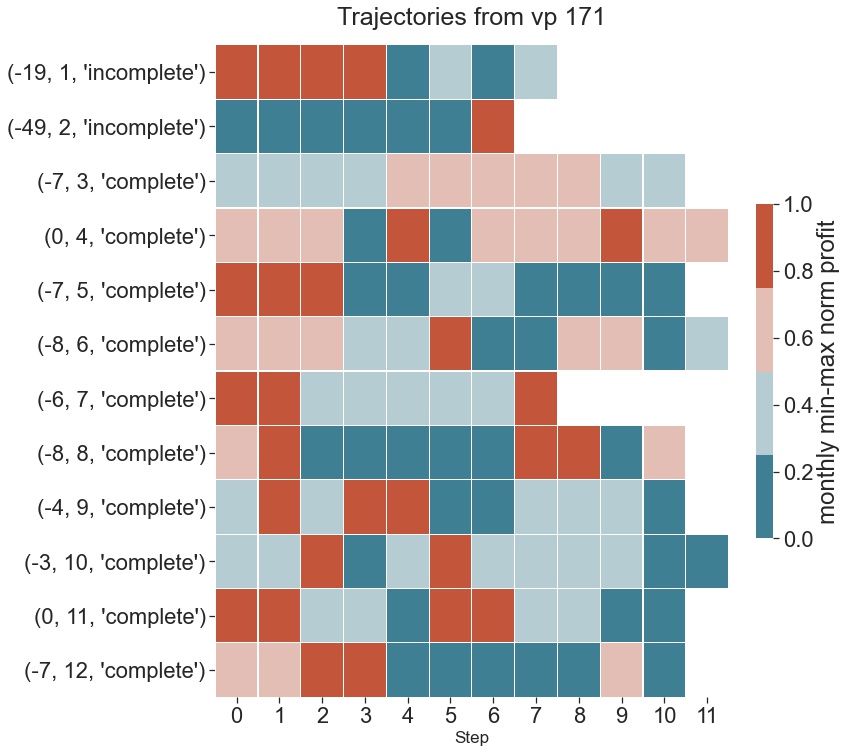 Trajectories from vp 171
(-19, 1, 'incomplete')
(-49, 2, 'incomplete')
(-7, 3, 'complete')
(0, 4, 'complete')
(-7, 5, 'complete')
(-8, 6, 'complete')
(-6, 7, 'complete')
(-8, 8, 'complete')
(-4, 9, 'complete')
(-3, 10, 'complete')
(0, 11, 'complete')
(-7, 12, 'complete')
0 1 2 3 4 5 6 7 8 9 10 11
Step
1.0
0.8
0.6
0.4
0.2
0.0
monthly min-max norm profit